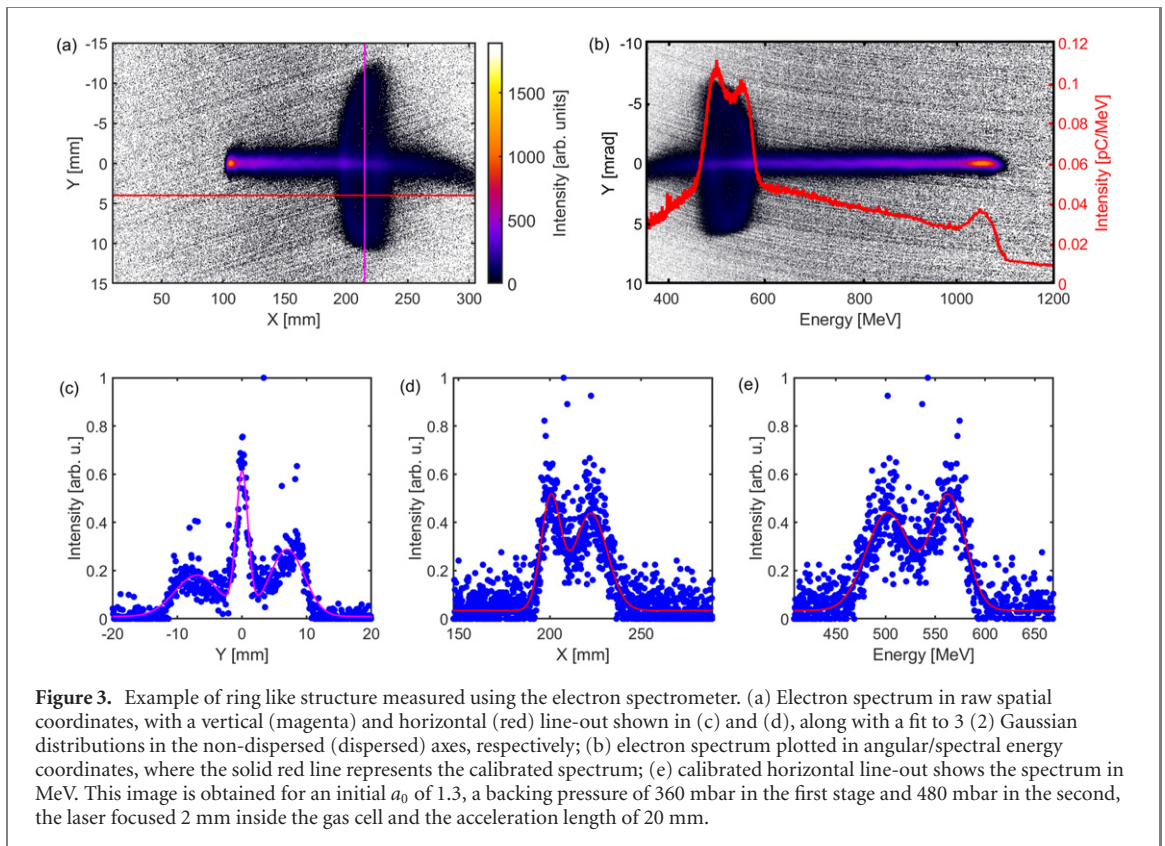 (a)
-15
-10
-5
0
5
10
15
Y [mm]
50 100 150 200 250 300
X [mm]
1500
1000
500
0
Intensity [arb. units]
(b)
-10
-5
0
5
10
Y [mrad]
400 600 800 1000 1200
Energy [MeV]
0.12
0.1
0.08
0.06
0.04
0.02
0
Intensity [pC/MeV]
(c)
1
0.8
0.6
0.4
0.2
0
Intensity [arb. u.]
-20 -10 0 10 20
Y [mm]
(d)
1
0.8
0.6
0.4
0.2
0
Intensity [arb. u.]
150 200 250
X [mm]
(e)
1
0.8
0.6
0.4
0.2
0
Intensity [arb. u.]
450 500 550 600 650
Energy [MeV]
Figure 3. Example of ring like structure measured using the electron spectrometer. (a) Electron spectrum in raw spatial
coordinates, with a vertical (magenta) and horizontal (red) line-out shown in (c) and (d), along with a fit to 3 (2) Gaussian
distributions in the non-dispersed (dispersed) axes, respectively; (b) electron spectrum plotted in angular/spectral energy
coordinates, where the solid red line represents the calibrated spectrum; (e) calibrated horizontal line-out shows the spectrum in
MeV. This image is obtained for an initial a0 of 1.3, a backing pressure of 360 mbar in the first stage and 480 mbar in the second,
the laser focused 2 mm inside the gas cell and the acceleration length of 20 mm.